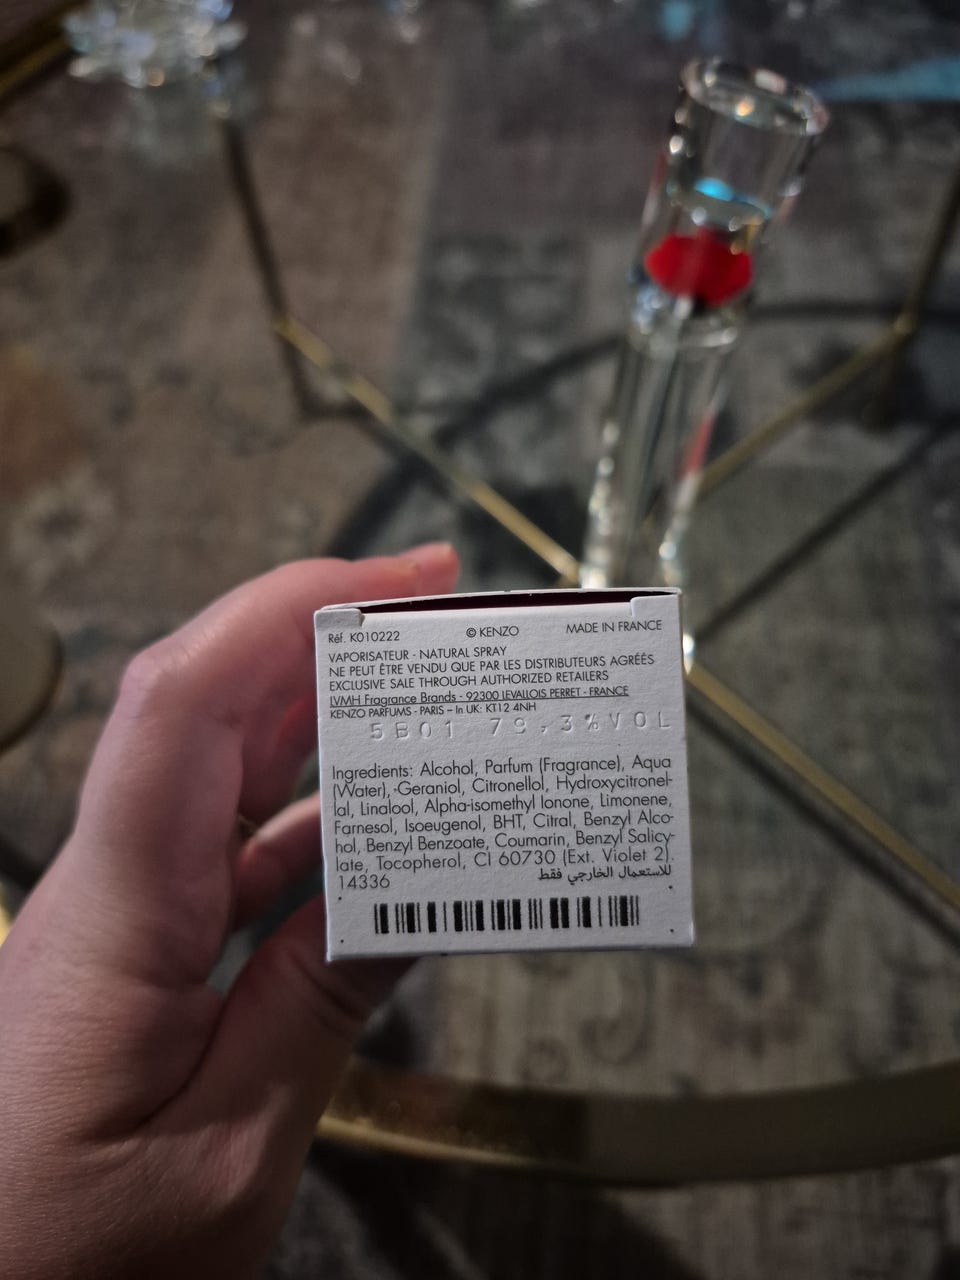 Réf. K010222 © KENZO MADE IN FRANCE
VAPORISATEUR - NATURAL SPRAY
NE PEUT ÊTRE VENDU QUE PAR LES DISTRIBUTEURS AGRÉÉS
EXCLUSIVE SALE THROUGH AUTHORIZED RETAILERS
LVMH Fragrance Brands - 92300 LEVALLOIS PERRET - FRANCE
KENZO PARFUMS - PARIS – In UK: KT12 4NH
5B01 79,3%VOL
Ingredients: Alcohol, Parfum (Fragrance), Aqua
(Water), Geraniol, Citronellol, Hydroxycitronel-
lal, Linalool, Alpha-isomethyl Ionone, Limonene,
Farnesol, Isoeugenol, BHT, Citral, Benzyl Alco-
hol, Benzyl Benzoate, Coumarin, Benzyl Salicy-
late, Tocopherol, CI 60730 (Ext. Violet 2).
14336 للاستعمال الخارجي فقط